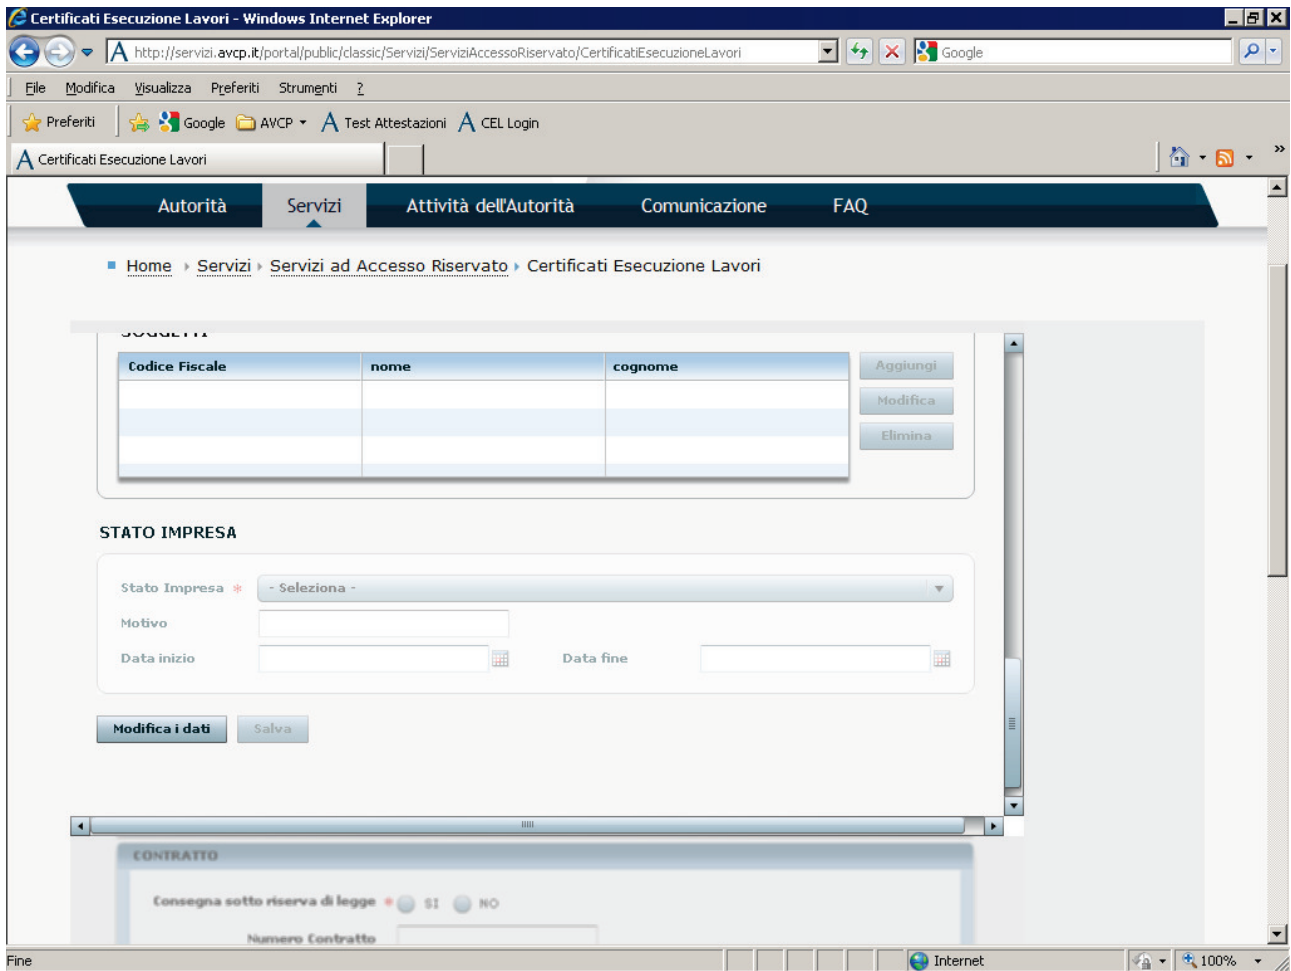 Certificati Esecuzione Lavori - Windows Internet Explorer
http://servizi.avcp.it/portal/public/classic/Servizi/ServiziAccessoRiservato/CertificatiEsecuzioneLavori
Google
File Modifica Visualizza Preferiti Strumenti ?
Preferiti Google AVCP Test Attestazioni CEL Login
Certificati Esecuzione Lavori
»
Autorità Servizi Attività dell'Autorità Comunicazione FAQ
Home Servizi Servizi ad Accesso Riservato Certificati Esecuzione Lavori
SOGGETTI
Codice Fiscale nome cognome
Aggiungi
Modifica
Elimina
STATO IMPRESA
Stato Impresa * - Seleziona -
Motivo
Data inizio Data fine
Modifica i dati Salva
CONTRATTO
Consegna sotto riserva di legge * SI NO
Numero Contratto
Fine Internet 100%